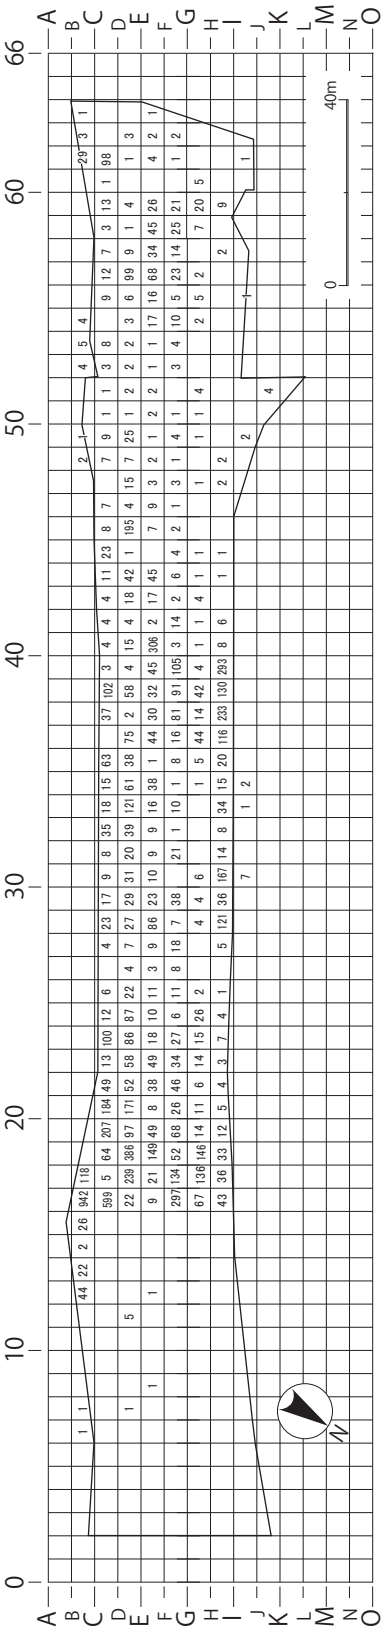 0 10 20 30 40 50 60 66
A A
B B
1 1 44 22 2 26 942 118 2 1 4 5 4 29 3 1
C C
599 5 64 207 184 49 13 100 12 6 4 23 17 9 8 35 18 15 63 37 102 3 4 4 4 11 23 8 7 7 9 1 3 8 9 12 7 3 13 1 98
D D
1 5 22 239 386 97 171 52 58 86 87 22 4 7 27 29 31 20 39 121 61 38 75 2 58 4 15 4 18 42 1 195 4 15 7 25 1 2 2 2 3 6 99 9 1 4 1 3
E E
1 1 9 21 149 49 8 38 49 18 10 11 3 9 86 23 10 9 9 16 38 1 44 30 32 45 306 2 17 45 7 9 3 2 1 2 2 1 1 17 16 68 34 45 26 4 2 1
F F
297 134 52 68 26 46 34 27 6 11 8 18 7 38 21 1 10 1 8 16 81 91 105 3 14 2 6 4 2 1 3 1 4 1 3 4 10 5 23 14 25 21 1 2
G G
67 136 146 14 11 6 14 15 26 2 4 4 6 1 5 44 14 42 4 1 1 4 1 1 1 1 4 2 5 2 7 20 5
H H
43 36 33 12 5 4 3 7 4 1 5 121 36 167 14 8 34 15 20 116 233 130 293 8 6 1 1 2 2 2 9
I I
7 1 2 2 1 1
J J
4
K K
L L
M M
N N
O O
N
0 40m